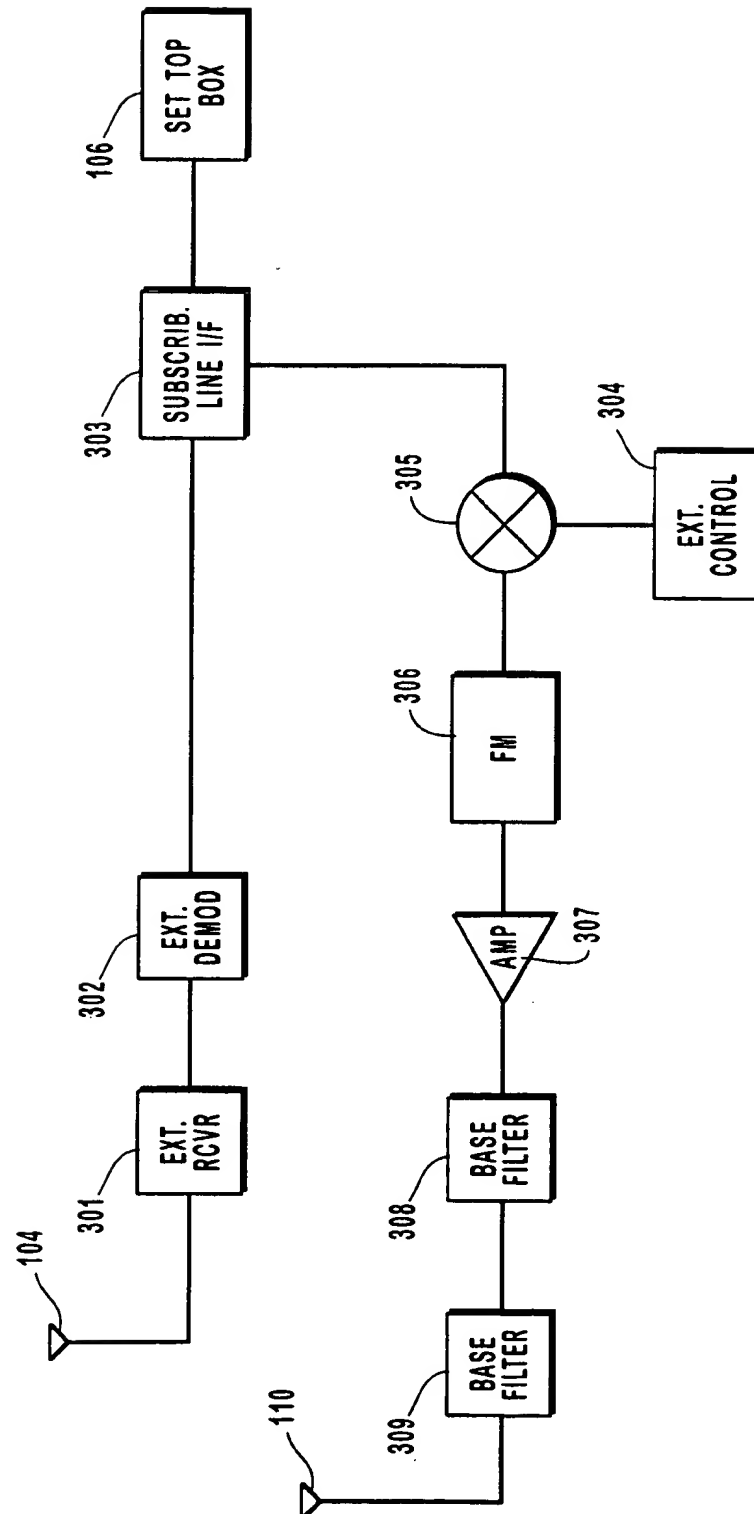 104
301
EXT.
RCVR
302
EXT.
DEMOD
303
SUBSCRIB.
LINE I/F
106
SET TOP
BOX
110
309
BASE
FILTER
308
BASE
FILTER
AMP
307
306
FM
305
304
EXT.
CONTROL